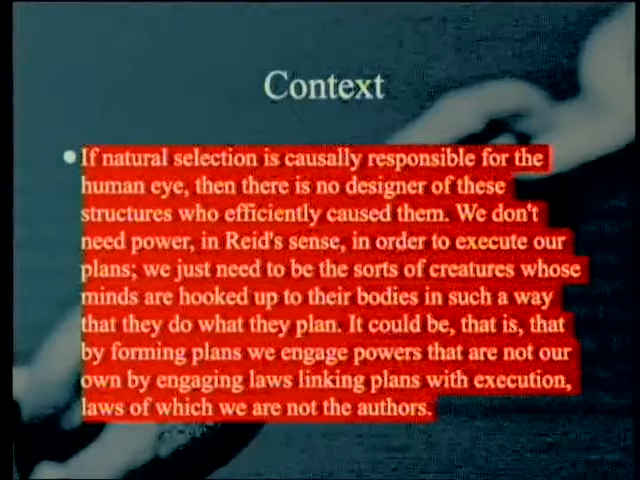 Context
• If natural selection is causally responsible for the
human eye, then there is no designer of these
structures who efficiently caused them. We don't
need power, in Reid's sense, in order to execute our
plans; we just need to be the sorts of creatures whose
minds are hooked up to their bodies in such a way
that they do what they plan. It could be, that is, that
by forming plans we engage powers that are not our
own by engaging laws linking plans with execution,
laws of which we are not the authors.